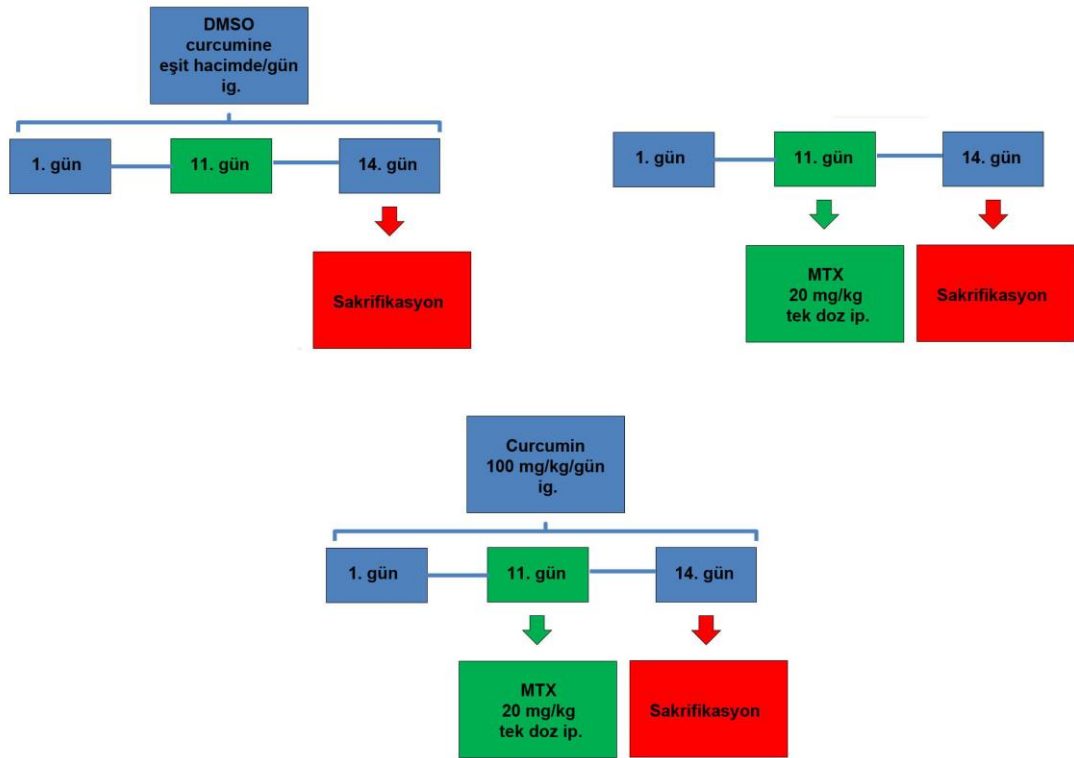 DMSO
curcumine
eşit hacimde/gün
ig.
1. gün
11. gün
14. gün
Sakrifikasyon
1. gün
11. gün
14. gün
MTX
20 mg/kg
tek doz ip.
Sakrifikasyon
Curcumin
100 mg/kg/gün
ig.
1. gün
11. gün
14. gün
MTX
20 mg/kg
tek doz ip.
Sakrifikasyon